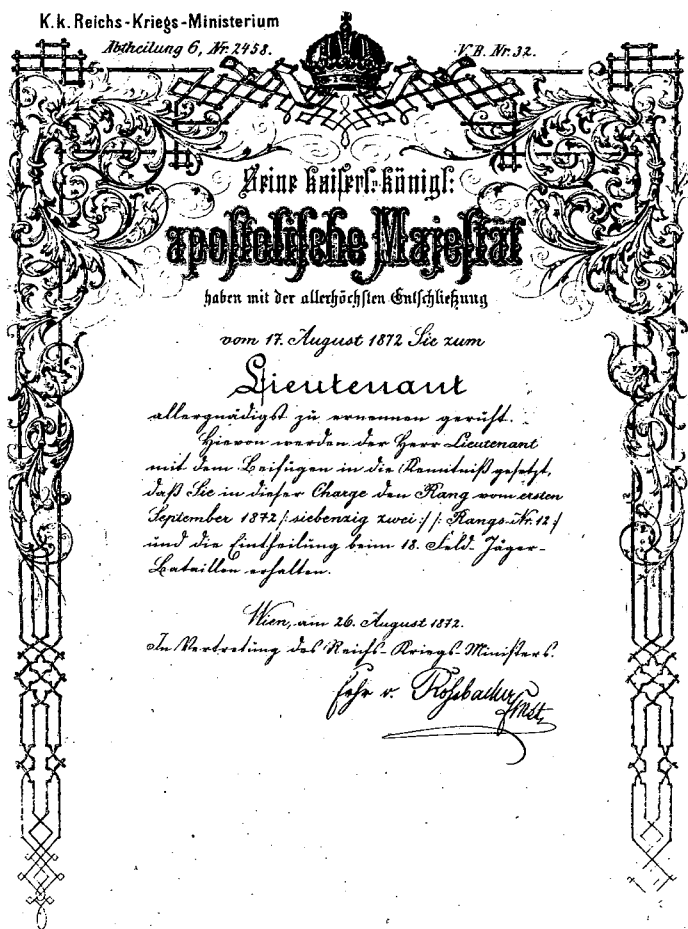 K.k. Reichs-Kriegs-Ministerium
Abtheilung 6, Nr. 2458.
V.B. Nr. 32.
Seine kaiserl: königl:
apostolische Majestät
haben mit der allerhöchsten Entschließung
vom 17. August 1872 Sie zum
Lieutenant
allergnädigst zu ernennen geruht.
Hievon werden der Herr Lieutenant
mit dem Beifügen in die Kenntniß gesetzt,
daß Sie in dieser Charge den Rang vom ersten
September 1872 /: siebenzig zwei :/ /: Rangs-Nr. 12 :/
und die Eintheilung beim 18. Feld-Jäger-
Bataillon erhalten.
Wien, am 26. August 1872.
In Vertretung des Reichs-Kriegs-Ministers.
Frhr v. Rossbacher
FMLt